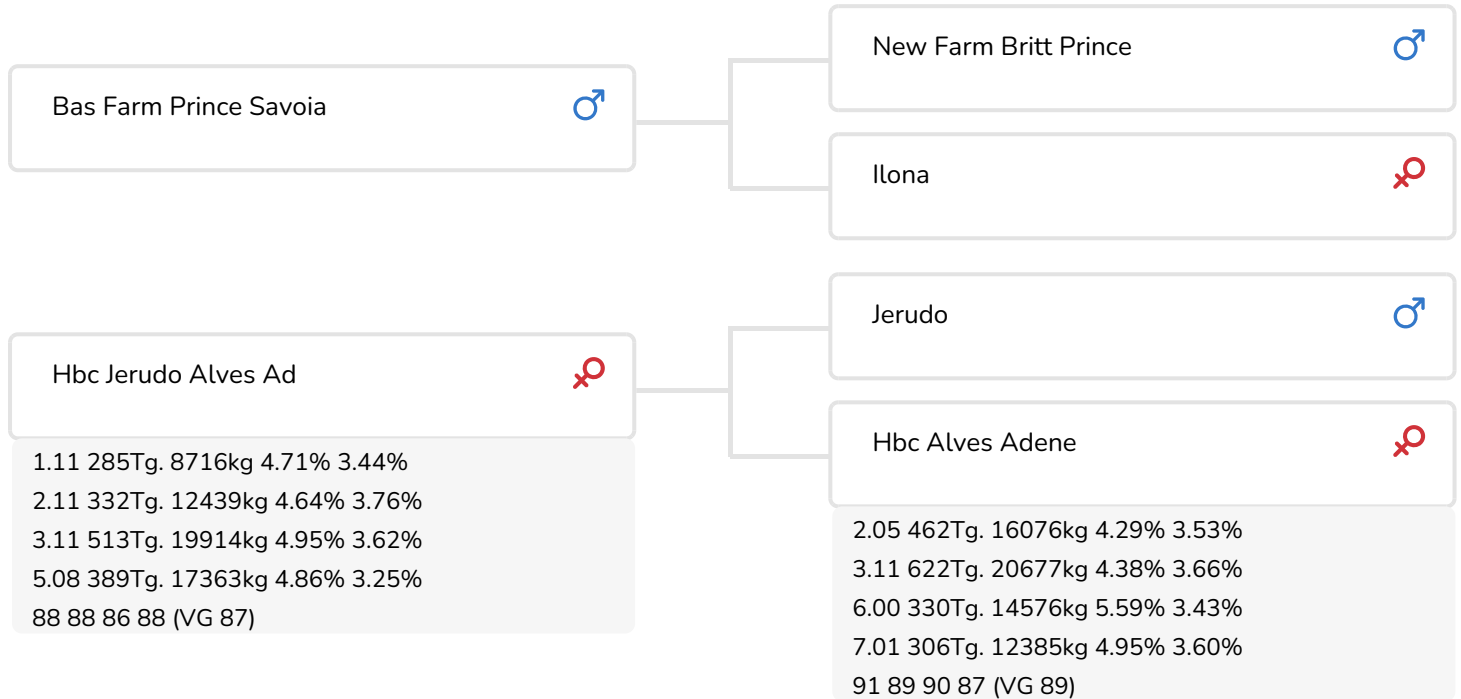 Bas Farm Prince Savoia
New Farm Britt Prince
Ilona
Hbc Jerudo Alves Ad
1.11 285Tg. 8716kg 4.71% 3.44%
2.11 332Tg. 12439kg 4.64% 3.76%
3.11 513Tg. 19914kg 4.95% 3.62%
5.08 389Tg. 17363kg 4.86% 3.25%
88 88 86 88 (VG 87)
Jerudo
Hbc Alves Adene
2.05 462Tg. 16076kg 4.29% 3.53%
3.11 622Tg. 20677kg 4.38% 3.66%
6.00 330Tg. 14576kg 5.59% 3.43%
7.01 306Tg. 12385kg 4.95% 3.60%
91 89 90 87 (VG 89)